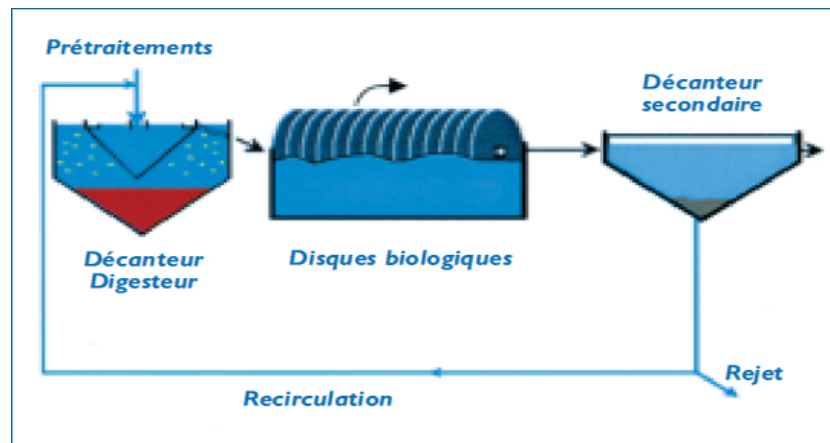 Prétraitements
Décanteur
secondaire
Décanteur
Digesteur
Disques biologiques
Recirculation
Rejet